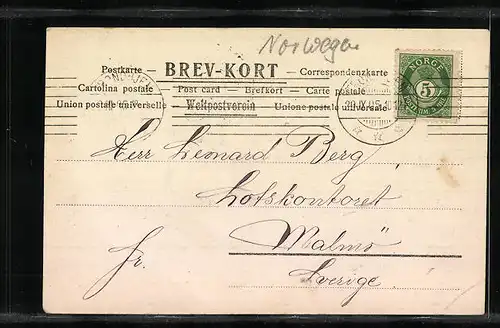 Norwegen
Postkarte — BREV-KORT — Correspondenzkarte
Cartolina postale — Post card — Brefkort — Carte postale
Union postale universelle — Weltpostverein — Unione postale universale
NORGE
5
Herr Leonard Berg,
Lotskontoret
Malmö
Fr.
Sverige.